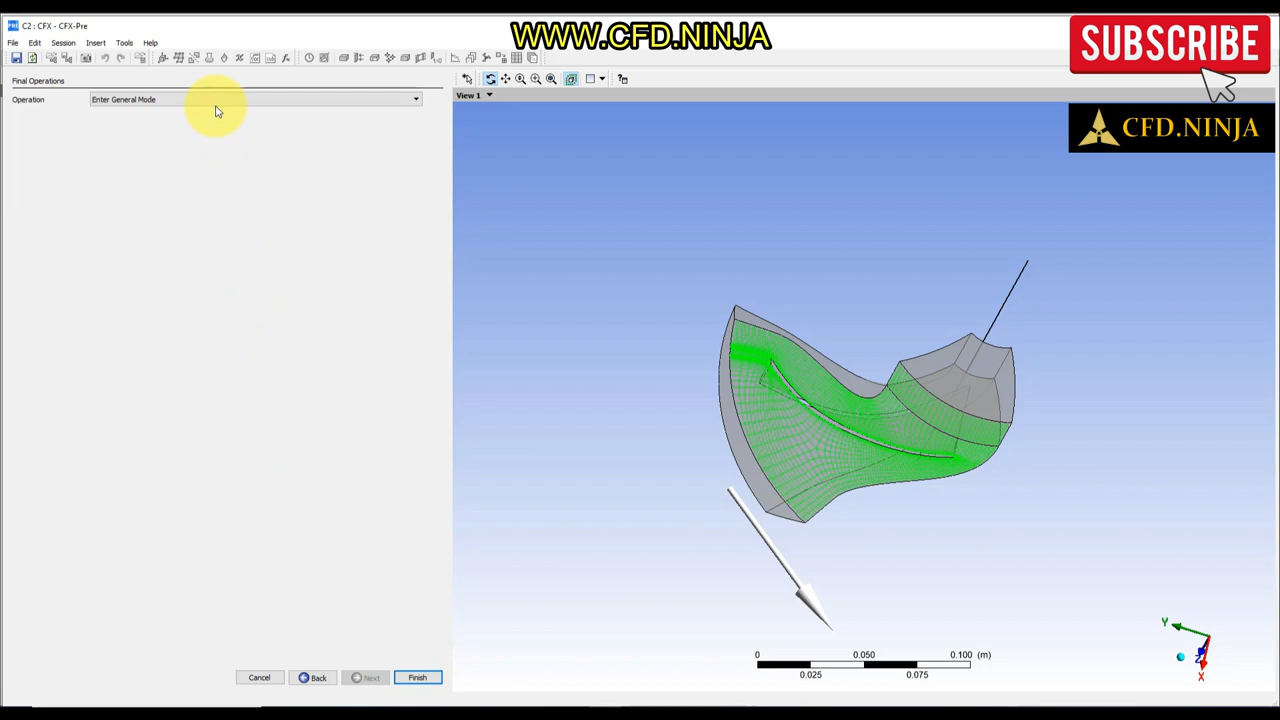 C2 : CFX - CFX-Pre
WWW.CFD.NINJA
SUBSCRIBE
File Edit Session Insert Tools Help
Final Operations
Operation Enter General Mode
View 1
CFD.NINJA
Cancel Back Next Finish
0 0.050 0.100 (m)
0.025 0.075
Y
Z
X